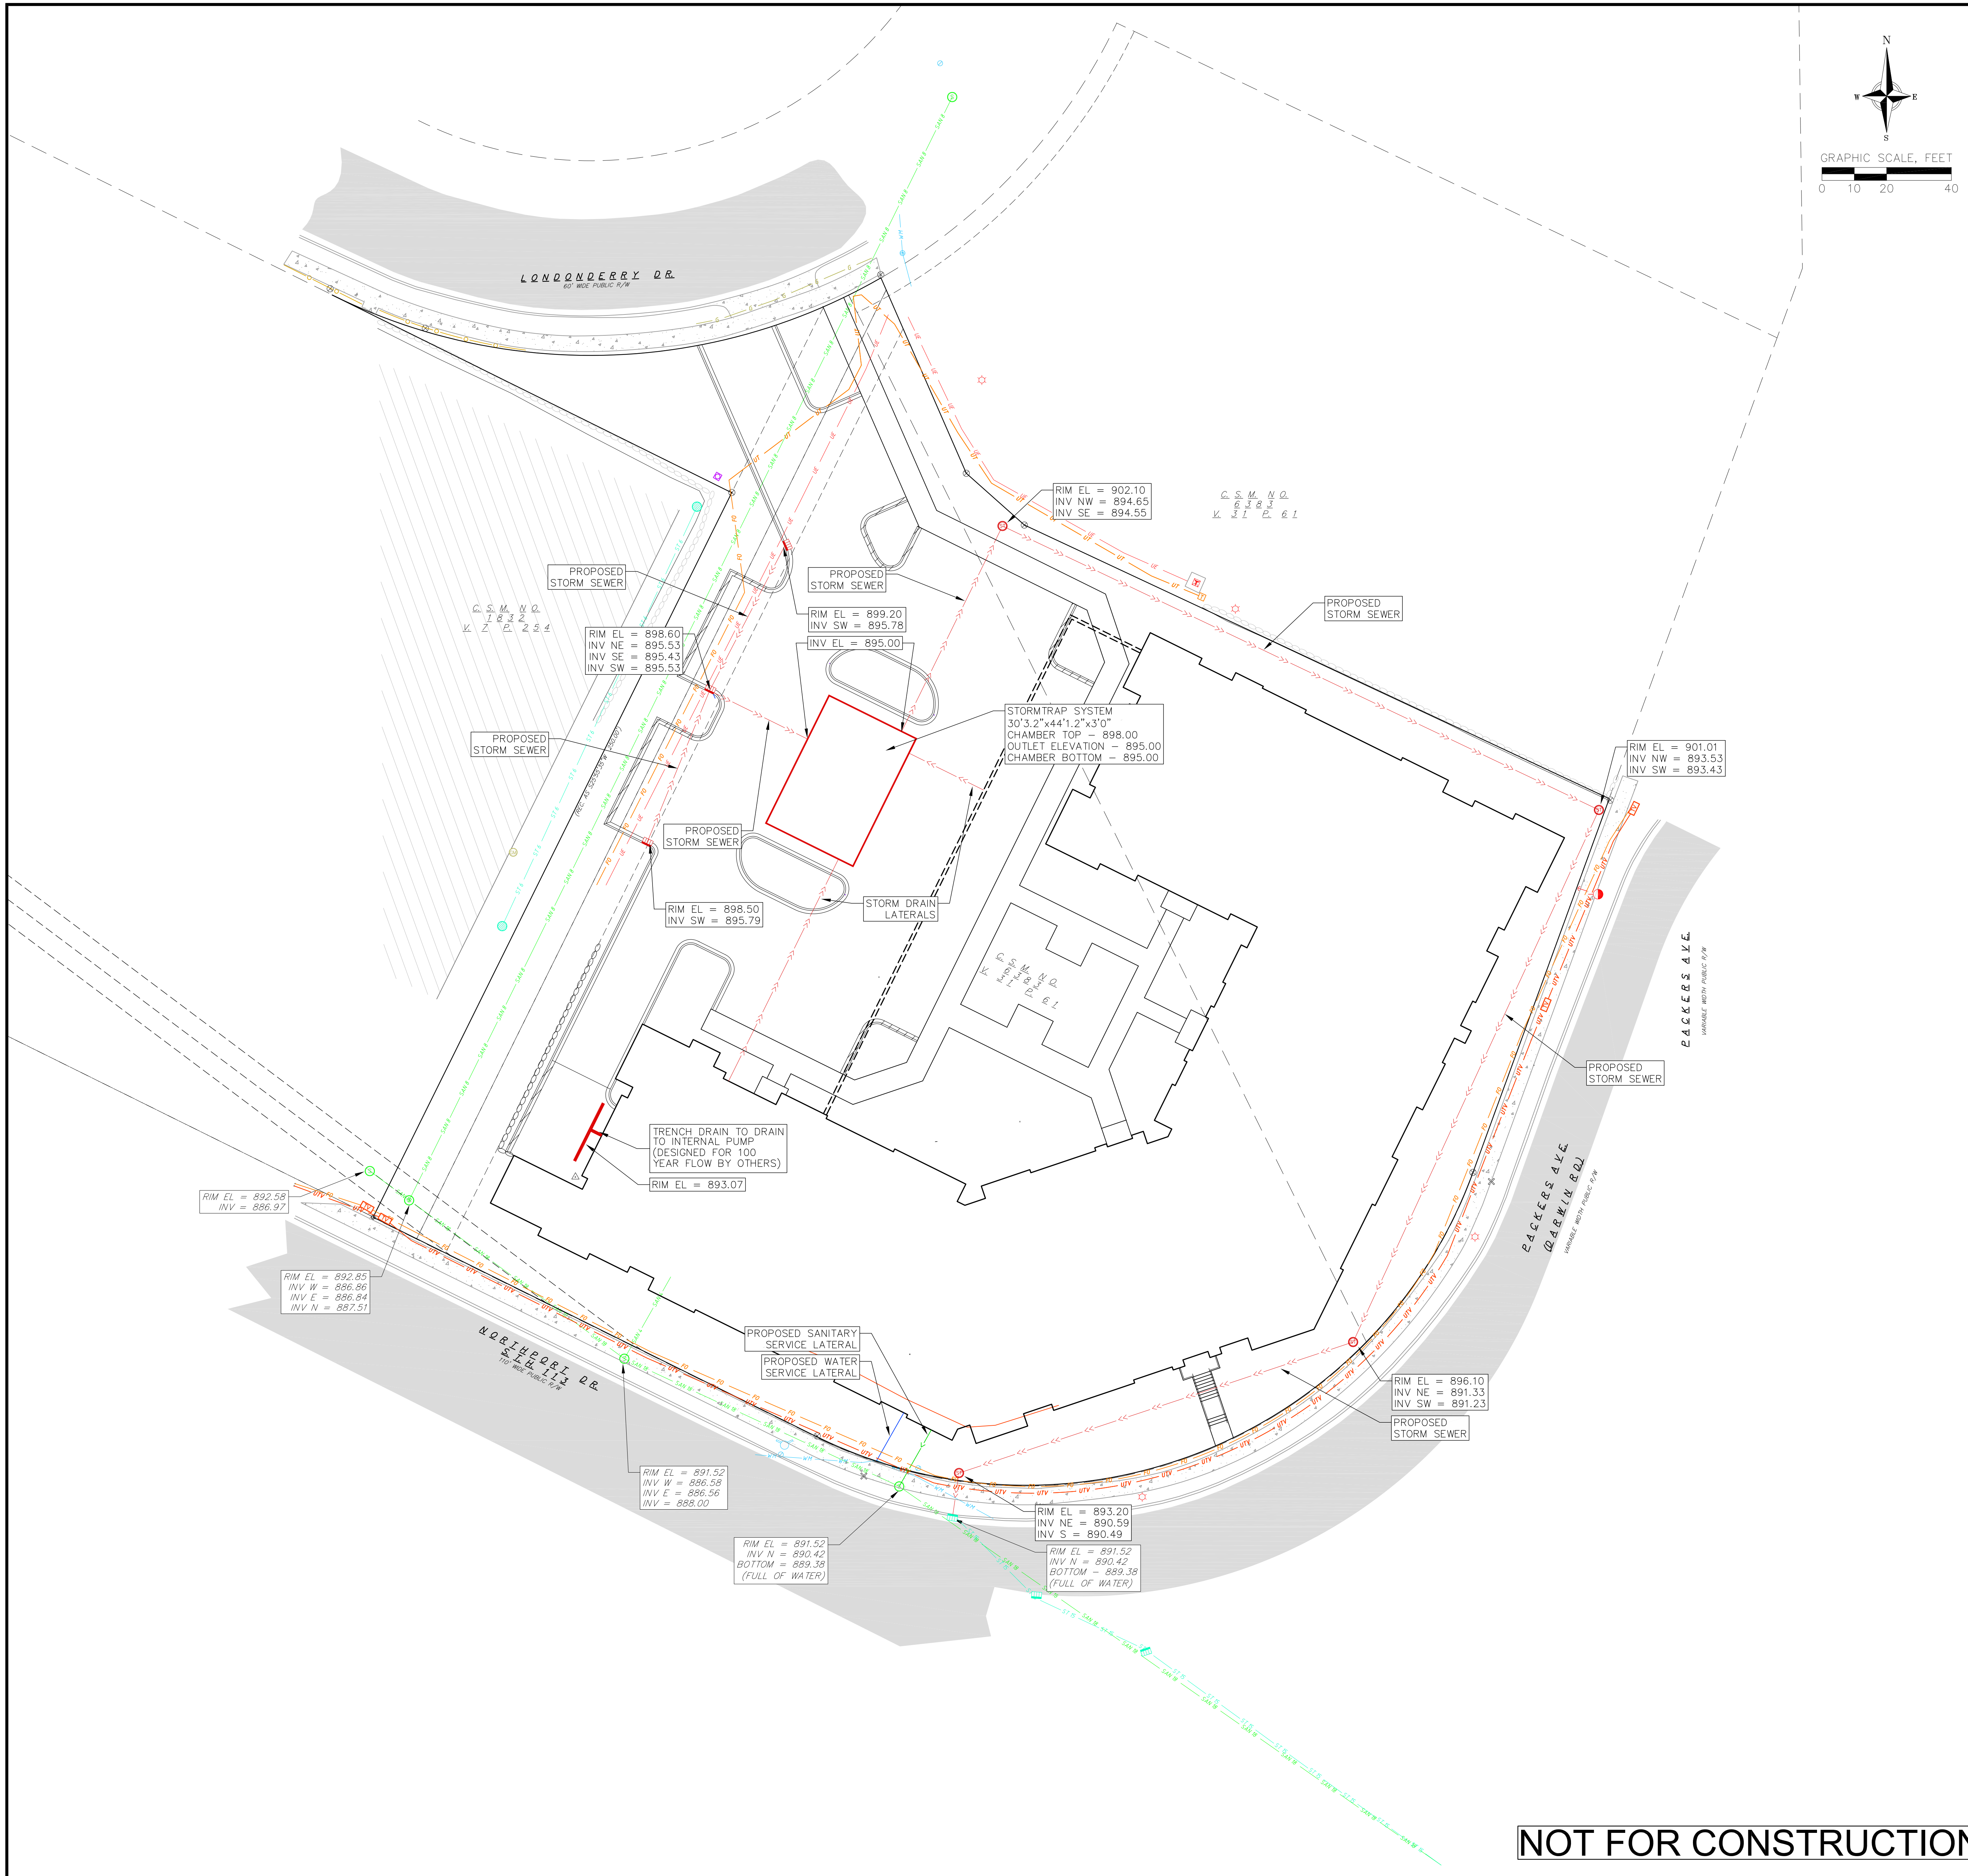 N
W
E
S
GRAPHIC SCALE, FEET
0 10 20 40
LONDONDERRY DR.
60' WIDE PUBLIC R/W
RIM EL = 902.10
INV NW = 894.65
INV SE = 894.55
C. S. M. NO.
6383
V. 31 P. 61
PROPOSED
STORM SEWER
PROPOSED
STORM SEWER
C. S. M. NO.
1832
V. 7 P. 254
RIM EL = 899.20
INV SW = 895.78
PROPOSED
STORM SEWER
RIM EL = 898.60
INV NE = 895.53
INV SE = 895.43
INV SW = 895.53
INV EL = 895.00
STORMTRAP SYSTEM
30'3.2"x44'1.2"x3'0"
CHAMBER TOP - 898.00
OUTLET ELEVATION - 895.00
CHAMBER BOTTOM - 895.00
PROPOSED
STORM SEWER
RIM EL = 901.01
INV NW = 893.53
INV SW = 893.43
PROPOSED
STORM SEWER
RIM EL = 898.50
INV SW = 895.79
STORM DRAIN
LATERALS
PACKERS AVE.
VARIABLE WIDTH PUBLIC R/W
C. S. M. NO.
V. 31 P. 61
PROPOSED
STORM SEWER
TRENCH DRAIN TO DRAIN
TO INTERNAL PUMP
(DESIGNED FOR 100
YEAR FLOW BY OTHERS)
RIM EL = 893.07
PACKERS AVE.
(DARWIN RD.)
VARIABLE WIDTH PUBLIC R/W
RIM EL = 892.58
INV = 886.97
RIM EL = 892.85
INV W = 886.86
INV E = 886.84
INV N = 887.51
NORTHPORT DR.
S.T.H. 113
110' WIDE PUBLIC R/W
PROPOSED SANITARY
SERVICE LATERAL
PROPOSED WATER
SERVICE LATERAL
RIM EL = 896.10
INV NE = 891.33
INV SW = 891.23
PROPOSED
STORM SEWER
RIM EL = 891.52
INV W = 886.58
INV E = 886.56
INV = 888.00
RIM EL = 893.20
INV NE = 890.59
INV S = 890.49
RIM EL = 891.52
INV N = 890.42
BOTTOM = 889.38
(FULL OF WATER)
RIM EL = 891.52
INV N = 890.42
BOTTOM - 889.38
(FULL OF WATER)
NOT FOR CONSTRUCTION